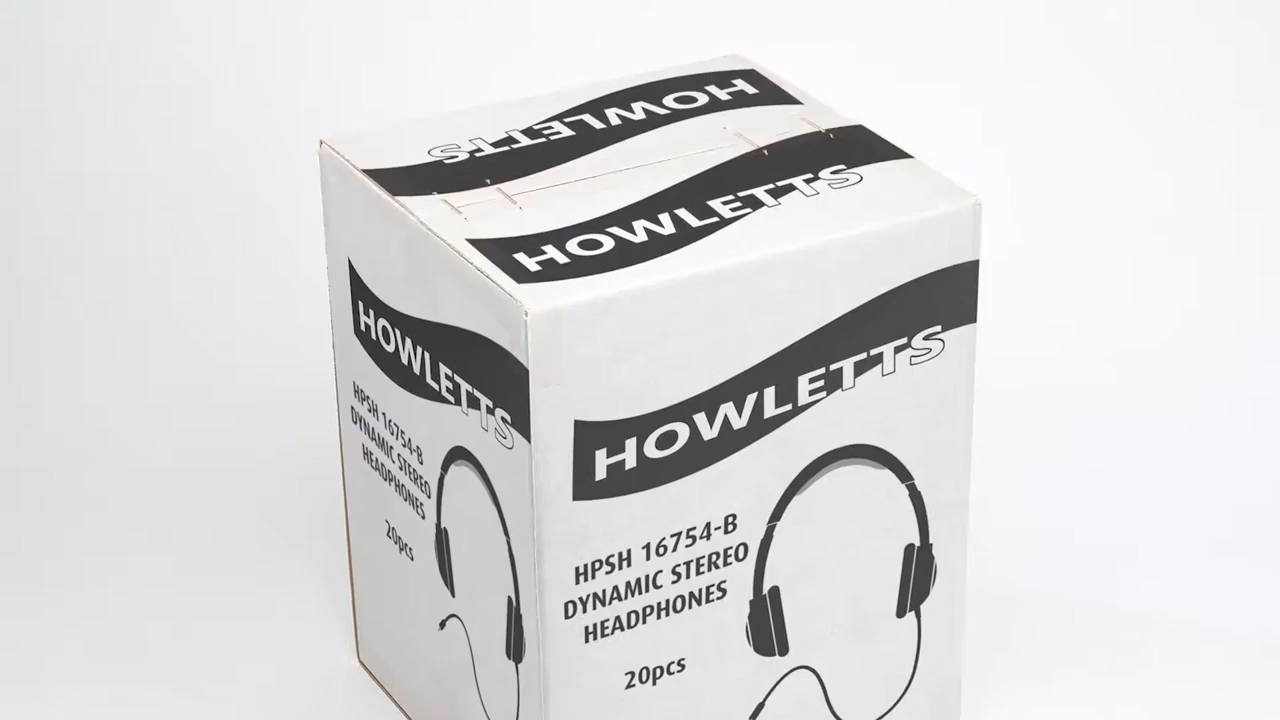 HOWLETTS
HOWLETTS
HOWLETTS
HPSH 16754-B
DYNAMIC STEREO
HEADPHONES
20pcs
HOWLETTS
HPSH 16754-B
DYNAMIC STEREO
HEADPHONES
20pcs